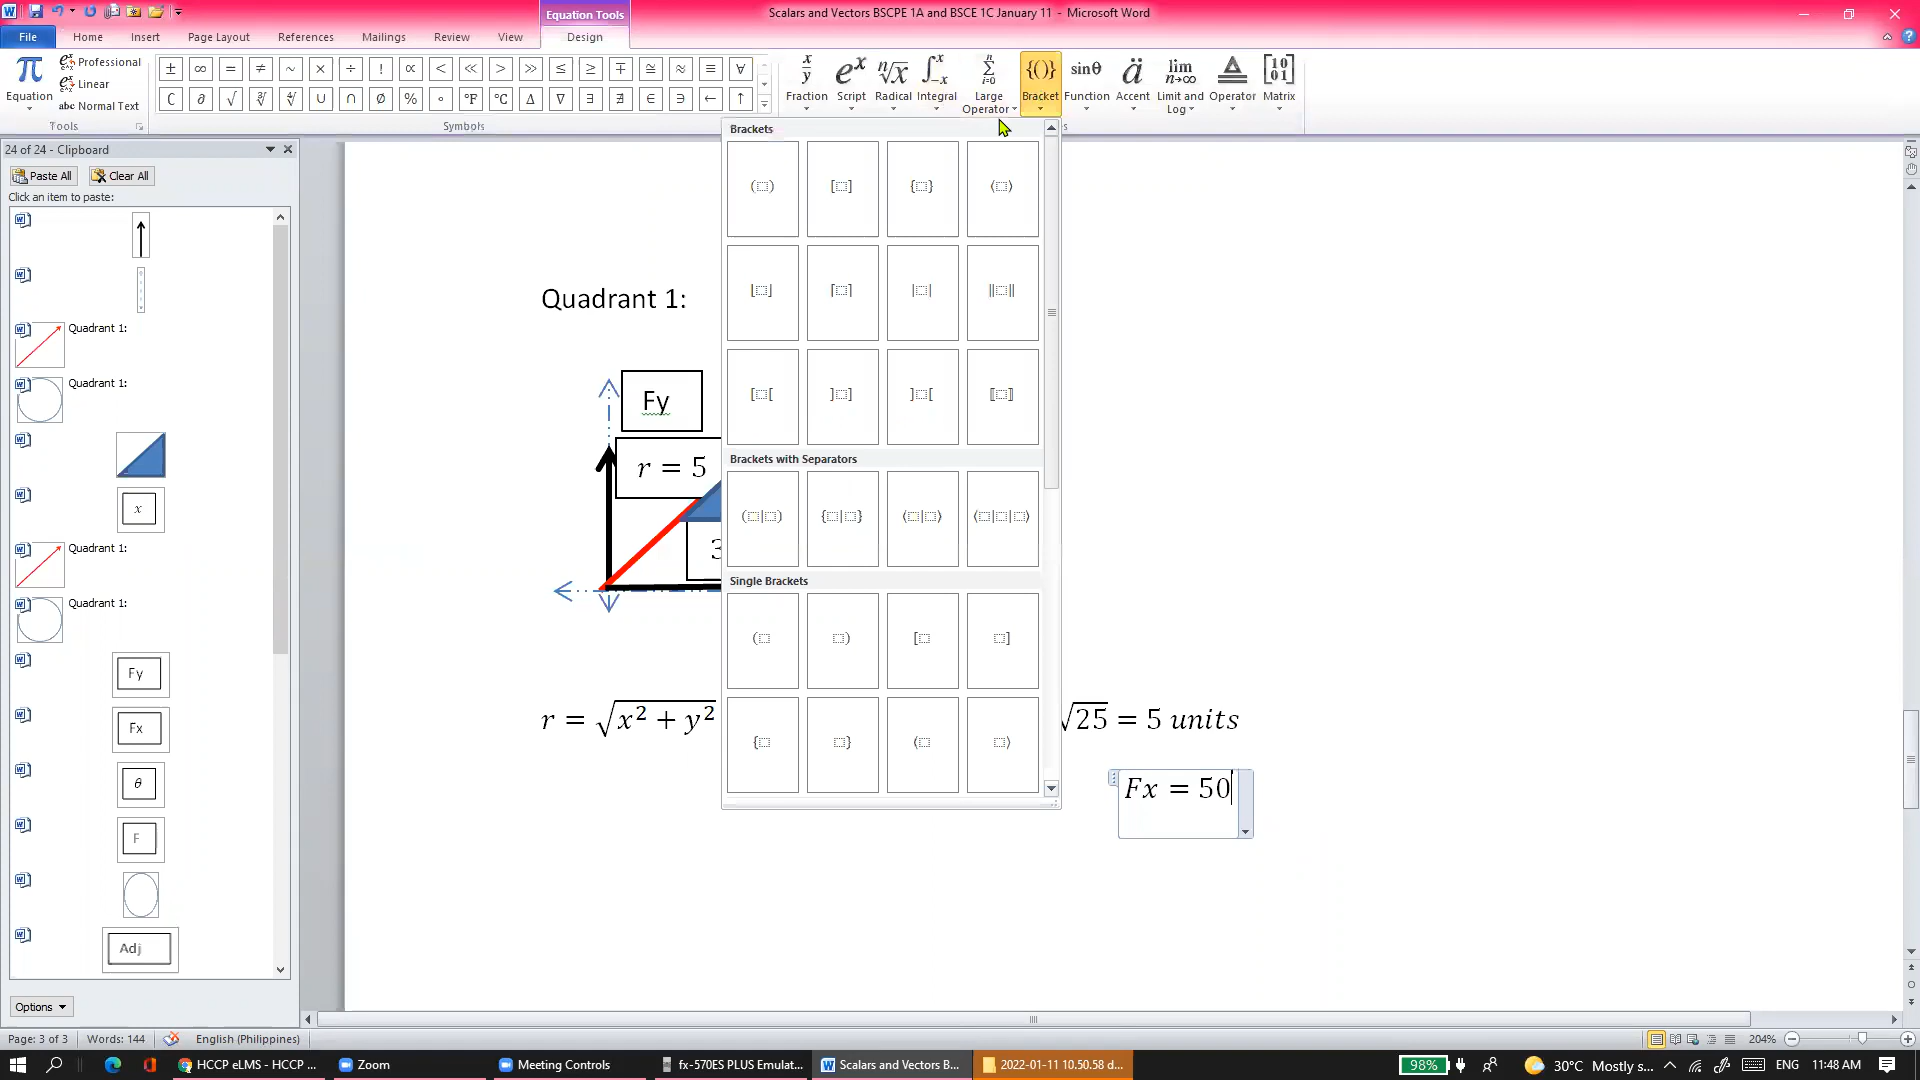 Equation Tools
Scalars and Vectors BSCPE 1A and BSCE 1C January 11 - Microsoft Word
File Home Insert Page Layout References Mailings Review View Design
π Equation
Professional
Linear
abc Normal Text
Tools
± ∞ = ≠ ~ × ÷ ! ∝ < ≪ > ≫ ≤ ≥ ∓ ≅ ≈ ≡ ∀
∁ ∂ √ ∛ ∜ ∪ ∩ ∅ % ° °F °C ∆ ∇ ∃ ∄ ∈ ∋ ← ↑
Symbols
Fraction Script Radical Integral Large Operator Bracket Function Accent Limit and Log Operator Matrix
24 of 24 - Clipboard
Paste All Clear All
Click an item to paste:
Quadrant 1:
Quadrant 1:
x
Quadrant 1:
Quadrant 1:
Fy
Fx
θ
F
Adj
Options
Brackets
Brackets with Separators
Single Brackets
Quadrant 1:
Fy
r = 5
3
r = √x² + y²
√25 = 5 units
Fx = 50
Page: 3 of 3 Words: 144 English (Philippines) 204%
HCCP eLMS - HCCP ... Zoom Meeting Controls fx-570ES PLUS Emulat... Scalars and Vectors B... 2022-01-11 10.50.58 d... 98% 30°C Mostly s... ENG 11:48 AM